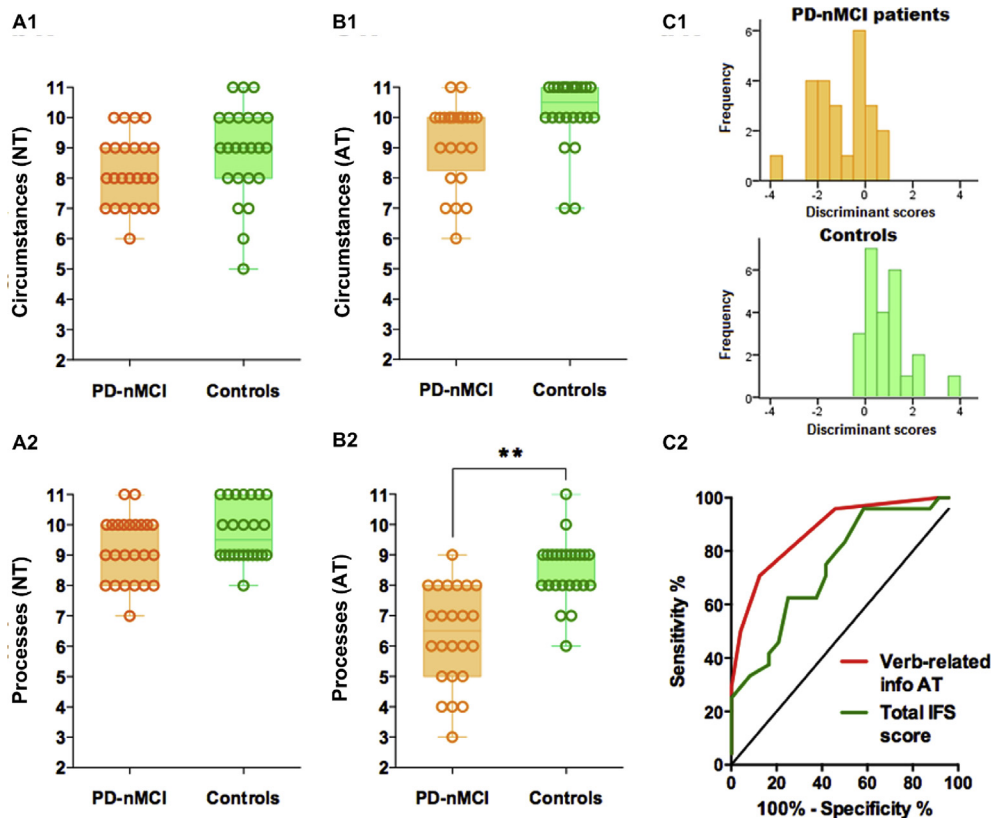 A1
Circumstances (NT)
11
10
9
8
7
6
5
4
3
2
PD-nMCI Controls
B1
Circumstances (AT)
11
10
9
8
7
6
5
4
3
2
PD-nMCI Controls
C1
PD-nMCI patients
Frequency
6
4
2
0
-4 -2 0 2 4
Discriminant scores
Controls
Frequency
6
4
2
0
-4 -2 0 2 4
Discriminant scores
A2
Processes (NT)
11
10
9
8
7
6
5
4
3
2
PD-nMCI Controls
B2
**
Processes (AT)
11
10
9
8
7
6
5
4
3
2
PD-nMCI Controls
C2
Sensitivity %
100
80
60
40
20
0
Verb-related
info AT
Total IFS
score
0 20 40 60 80 100
100% - Specificity %